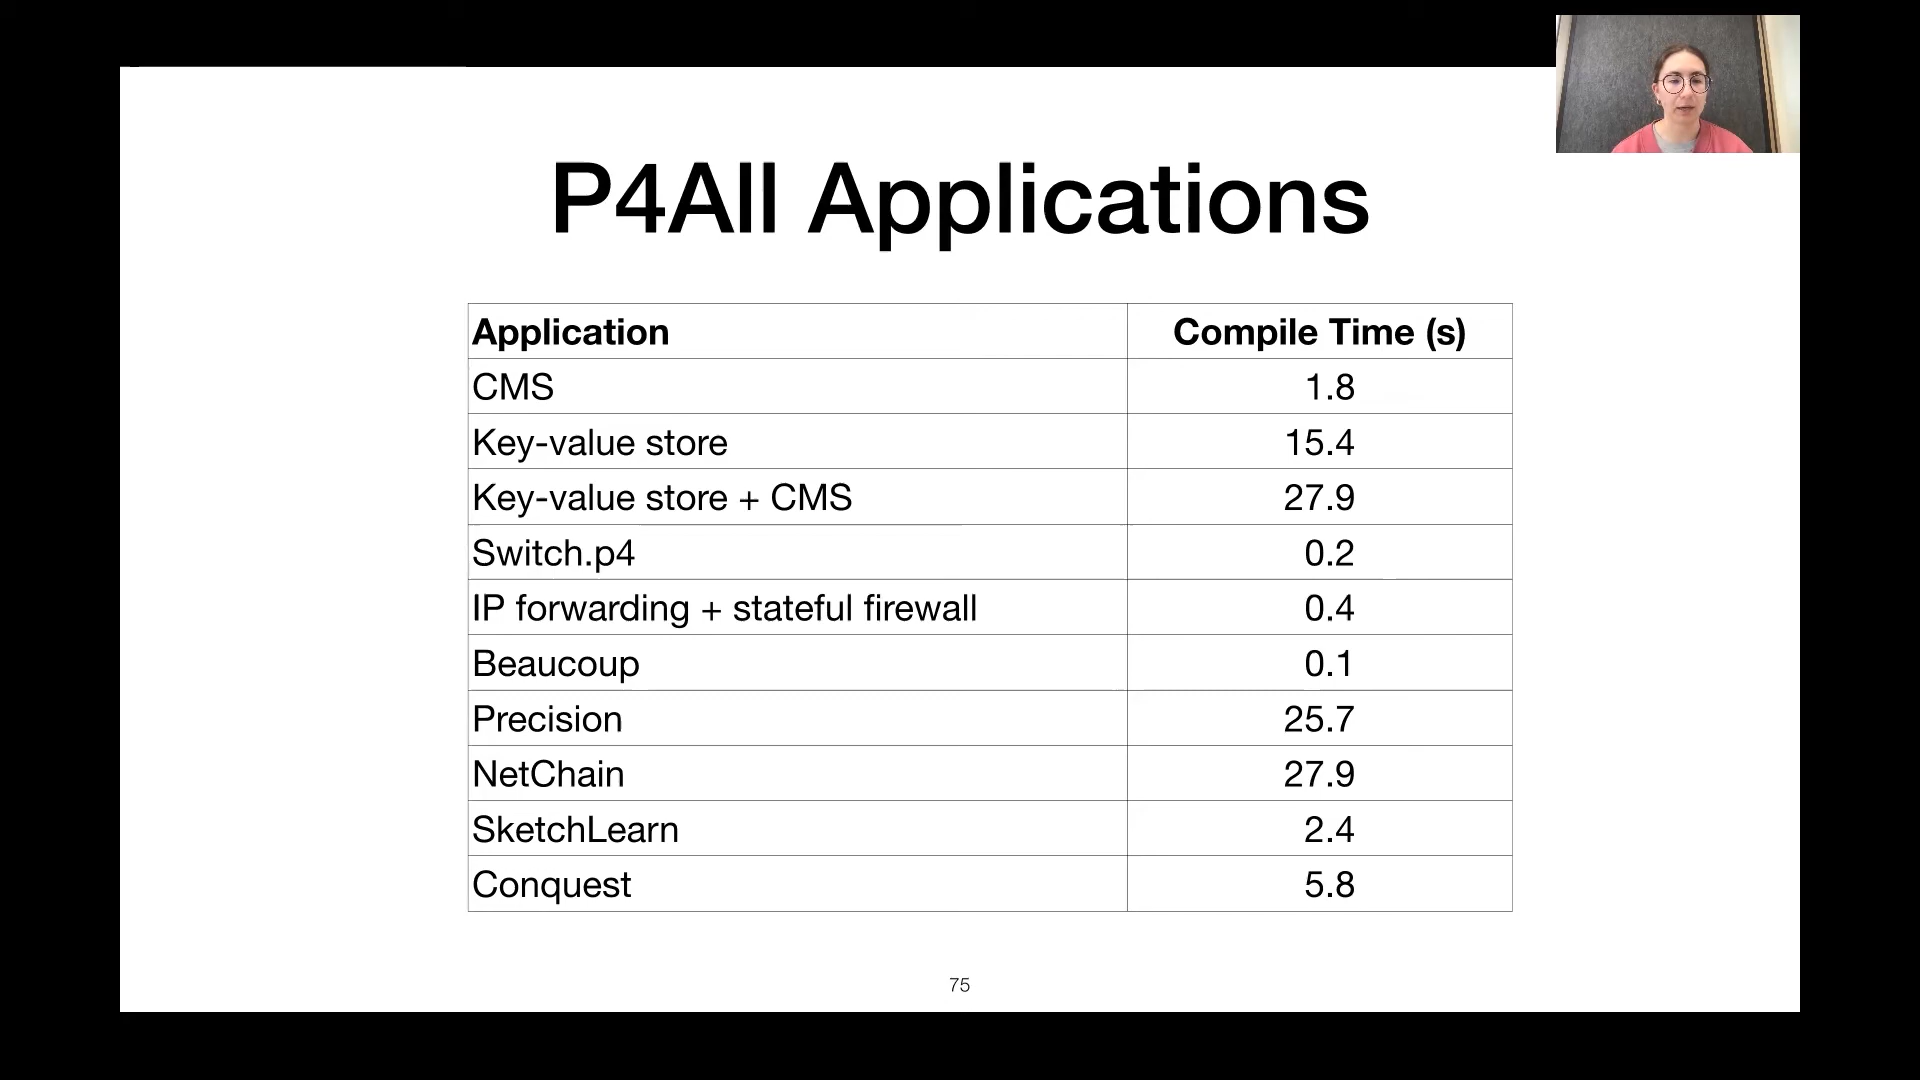 P4All Applications
Application Compile Time (s)
CMS 1.8
Key-value store 15.4
Key-value store + CMS 27.9
Switch.p4 0.2
IP forwarding + stateful firewall 0.4
Beaucoup 0.1
Precision 25.7
NetChain 27.9
SketchLearn 2.4
Conquest 5.8
75